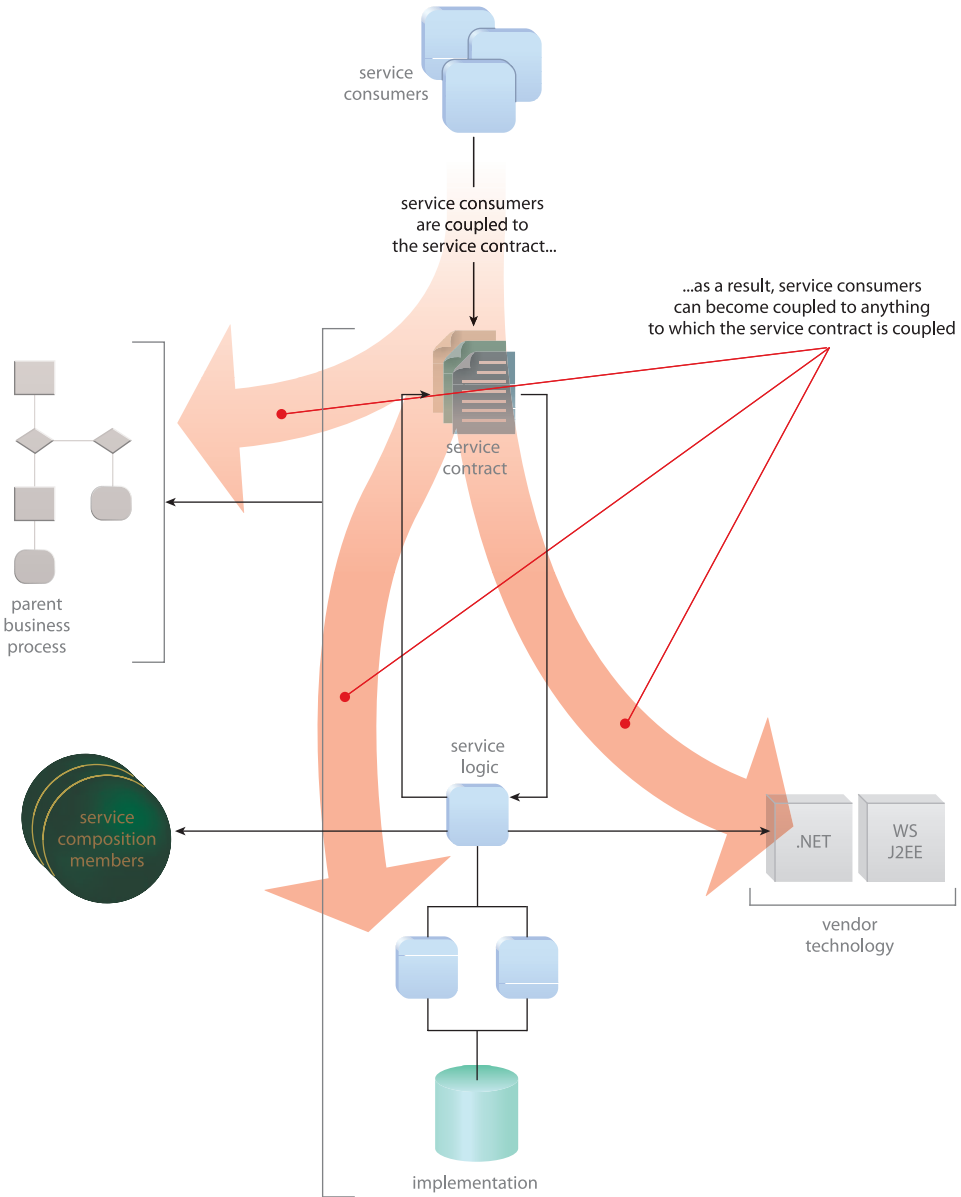 service
consumers
service consumers
are coupled to
the service contract...
...as a result, service consumers
can become coupled to anything
to which the service contract is coupled
service
contract
parent
business
process
service
logic
service
composition
members
.NET
WS
J2EE
vendor
technology
implementation